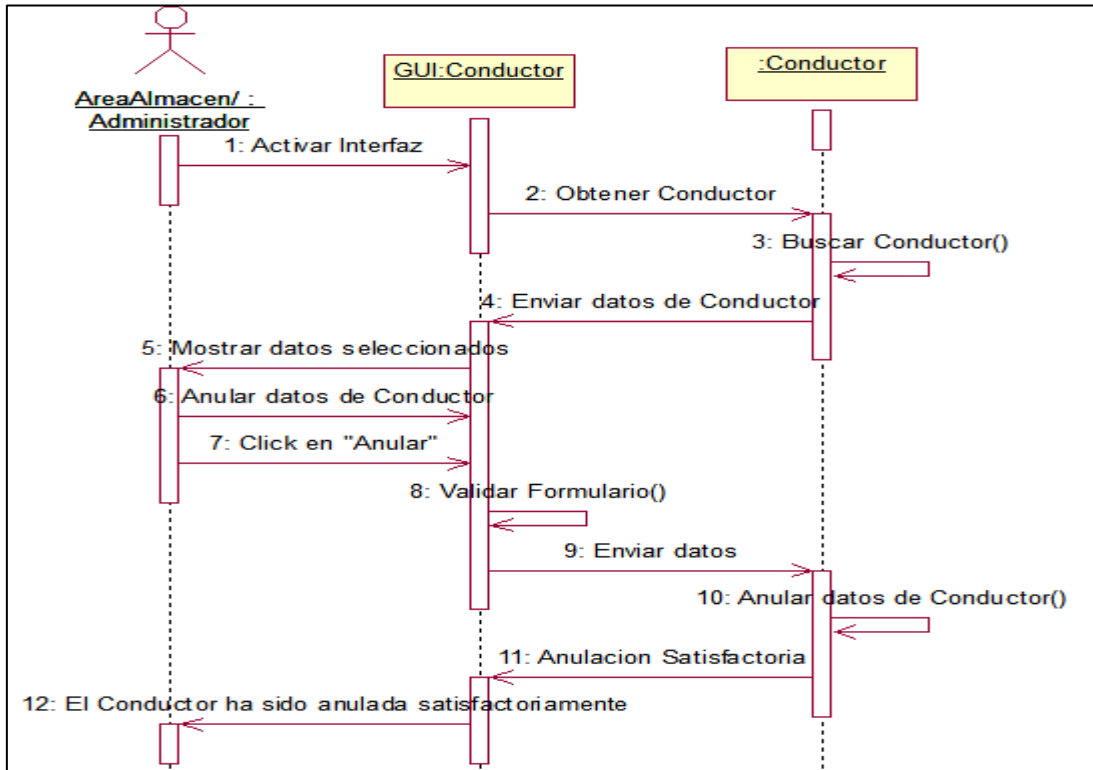 AreaAlmacen/ :
Administrador
GUI:Conductor
:Conductor
1: Activar Interfaz
2: Obtener Conductor
3: Buscar Conductor()
4: Enviar datos de Conductor
5: Mostrar datos seleccionados
6: Anular datos de Conductor
7: Click en "Anular"
8: Validar Formulario()
9: Enviar datos
10: Anular datos de Conductor()
11: Anulacion Satisfactoria
12: El Conductor ha sido anulada satisfactoriamente